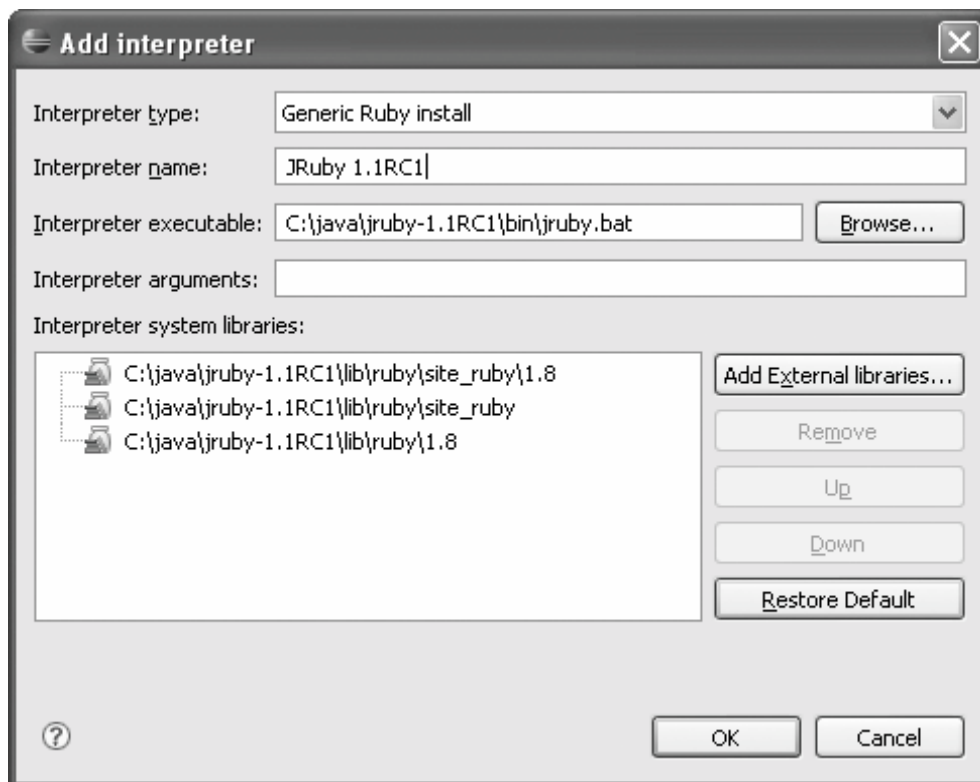 Add interpreter
Interpreter type: Generic Ruby install
Interpreter name: JRuby 1.1RC1
Interpreter executable: C:\java\jruby-1.1RC1\bin\jruby.bat Browse...
Interpreter arguments:
Interpreter system libraries:
C:\java\jruby-1.1RC1\lib\ruby\site_ruby\1.8
C:\java\jruby-1.1RC1\lib\ruby\site_ruby
C:\java\jruby-1.1RC1\lib\ruby\1.8
Add External libraries...
Remove
Up
Down
Restore Default
? OK Cancel